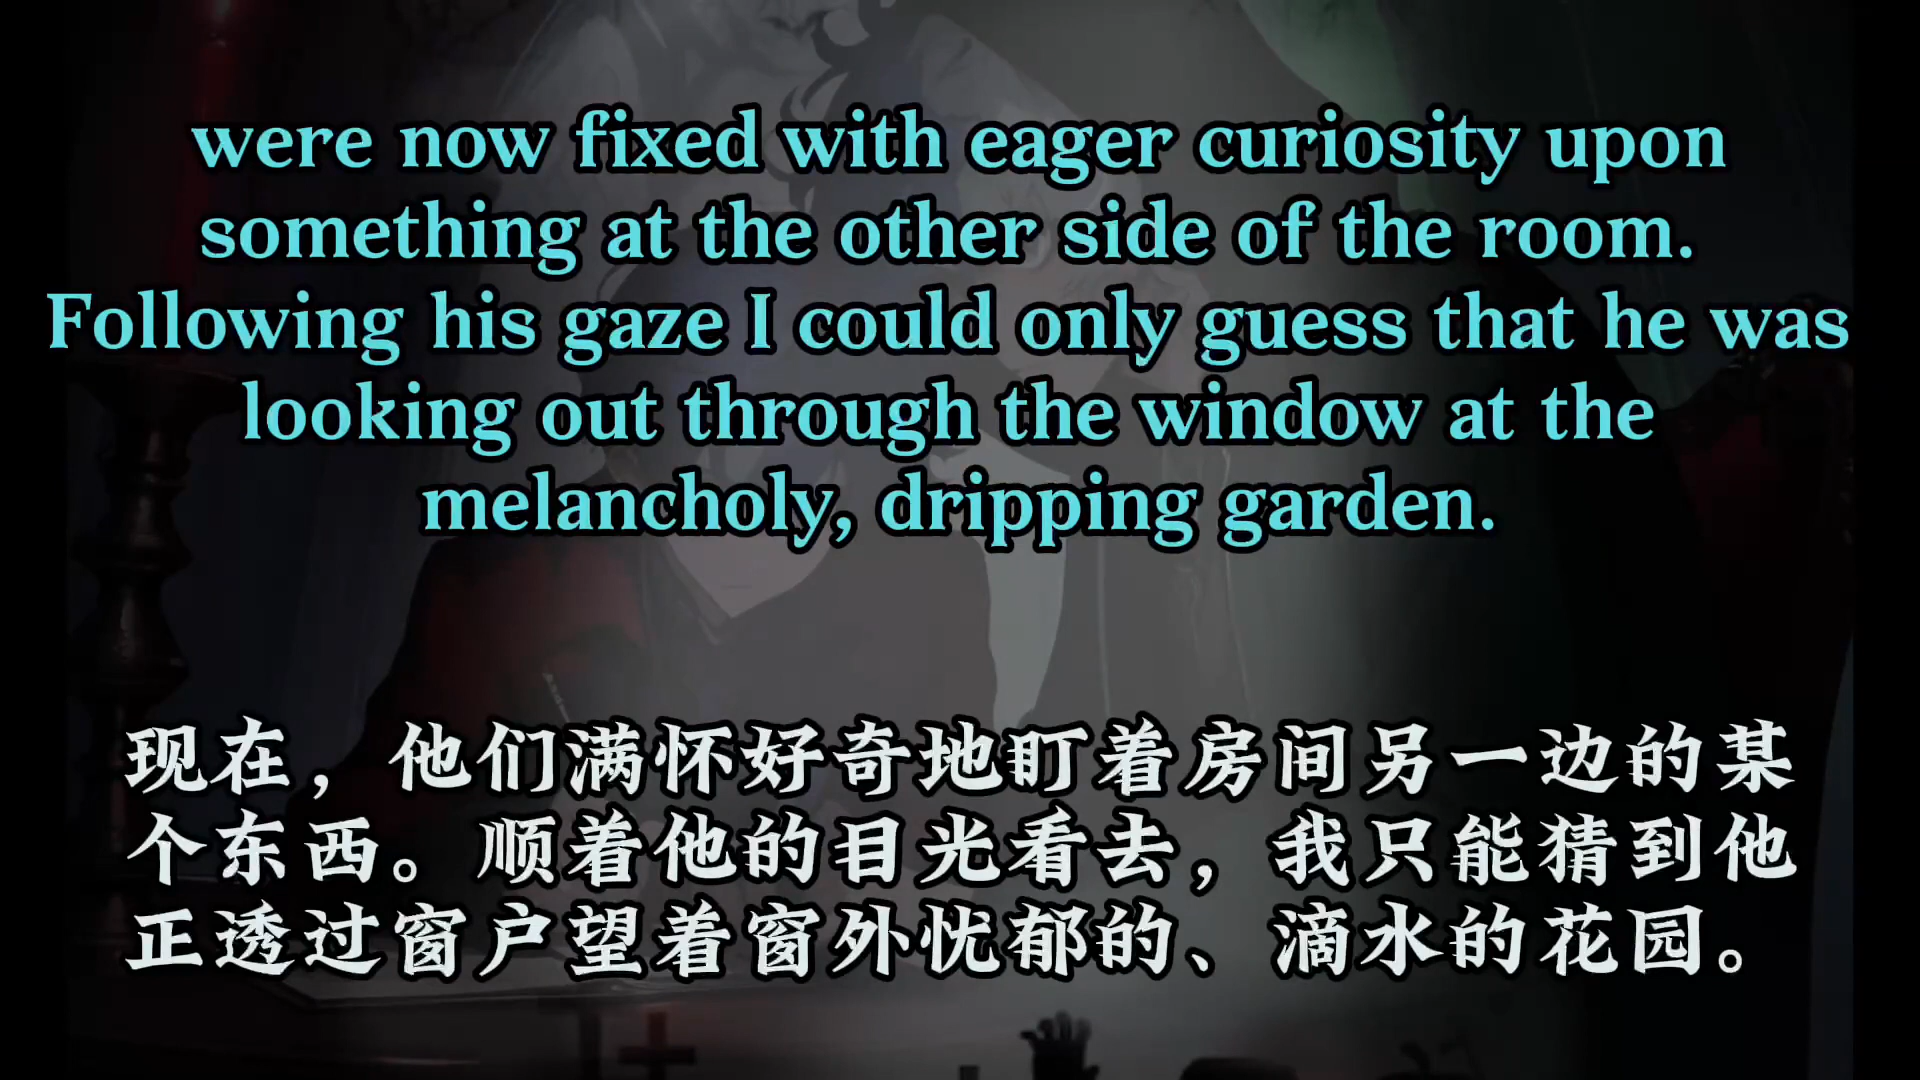 were now fixed with eager curiosity upon
something at the other side of the room.
Following his gaze I could only guess that he was
looking out through the window at the
melancholy, dripping garden.
现在，他们满怀好奇地盯着房间另一边的某
个东西。顺着他的目光看去，我只能猜到他
正透过窗户望着窗外忧郁的、滴水的花园。